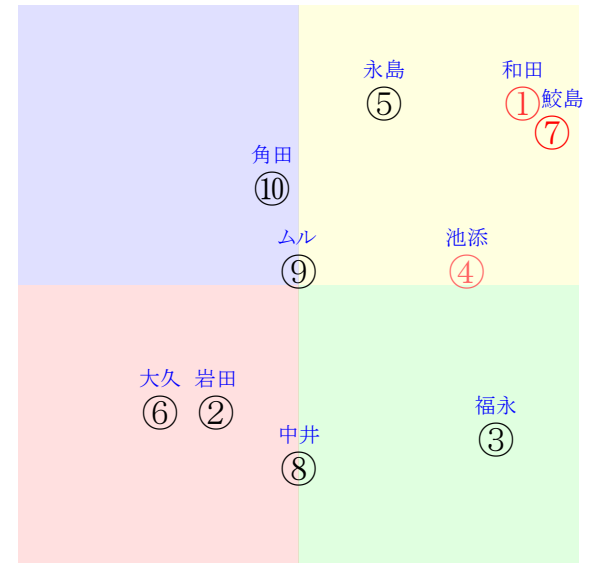 永島
⑤
和田
①
鮫島
⑦
角田
⑩
ムル
⑨
池添
④
大久
⑥
岩田
②
福永
③
中井
⑧